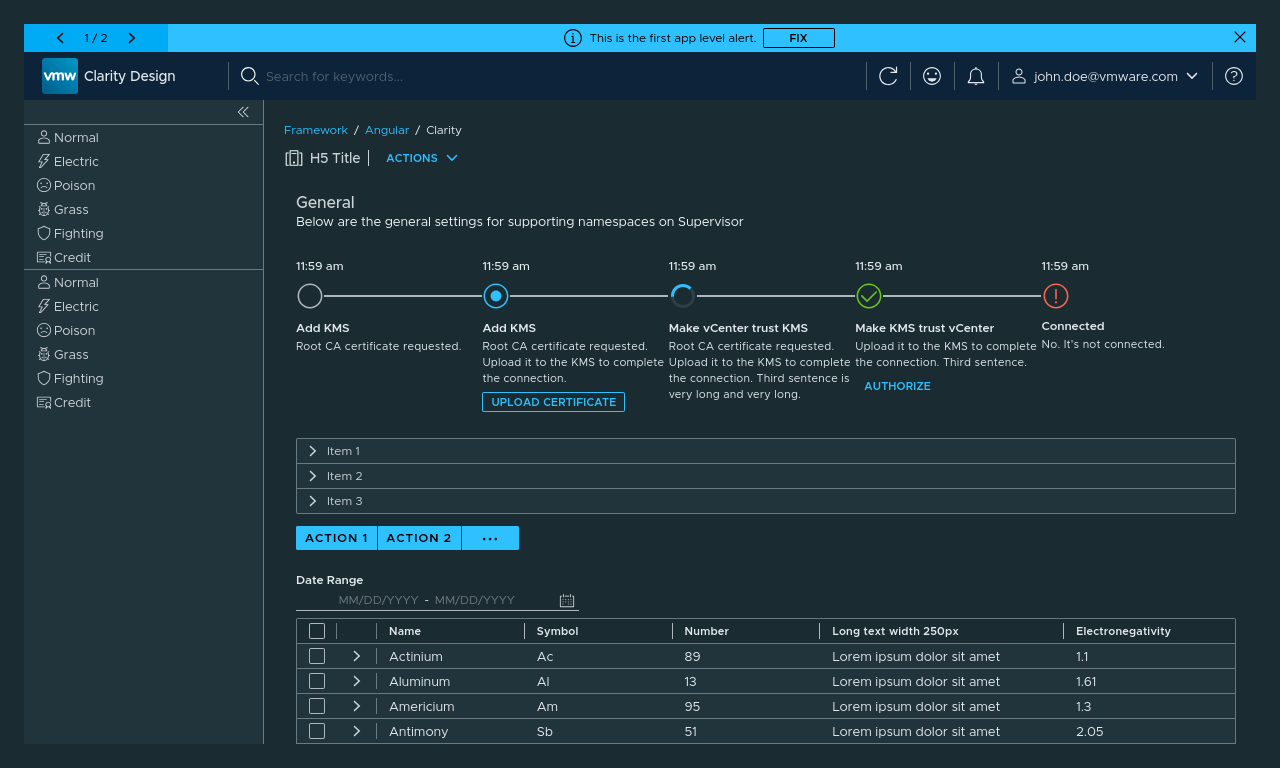 1 / 2
This is the first app level alert. FIX
vmw Clarity Design
Search for keywords...
john.doe@vmware.com
Normal
Electric
Poison
Grass
Fighting
Credit
Normal
Electric
Poison
Grass
Fighting
Credit
Framework / Angular / Clarity
H5 Title ACTIONS
General
Below are the general settings for supporting namespaces on Supervisor
11:59 am
Add KMS
Root CA certificate requested.
11:59 am
Add KMS
Root CA certificate requested.
Upload it to the KMS to complete
the connection.
UPLOAD CERTIFICATE
11:59 am
Make vCenter trust KMS
Root CA certificate requested.
Upload it to the KMS to complete
the connection. Third sentence is
very long and very long.
11:59 am
Make KMS trust vCenter
Upload it to the KMS to complete
the connection. Third sentence.
AUTHORIZE
11:59 am
Connected
No. It's not connected.
Item 1
Item 2
Item 3
ACTION 1 ACTION 2 ...
Date Range
MM/DD/YYYY - MM/DD/YYYY
Name Symbol Number Long text width 250px Electronegativity
Actinium Ac 89 Lorem ipsum dolor sit amet 1.1
Aluminum Al 13 Lorem ipsum dolor sit amet 1.61
Americium Am 95 Lorem ipsum dolor sit amet 1.3
Antimony Sb 51 Lorem ipsum dolor sit amet 2.05